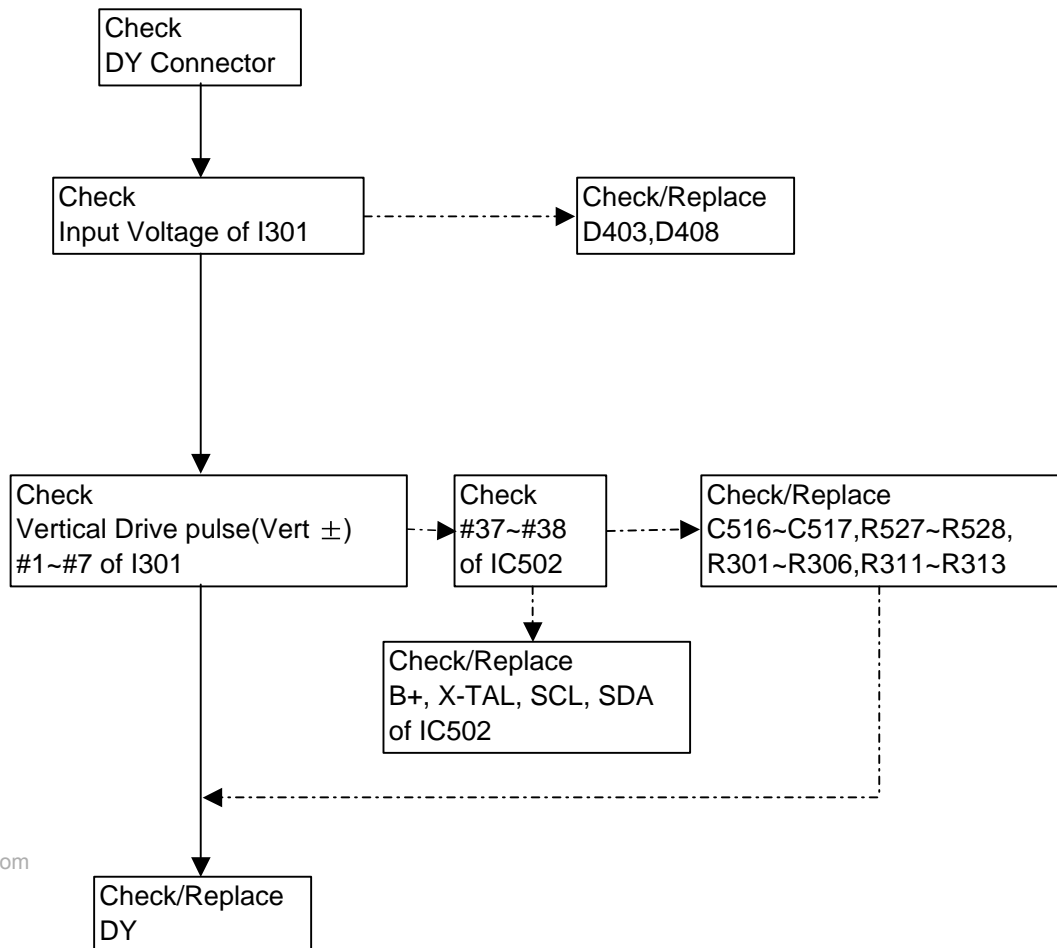 Check
DY Connector
Check
Input Voltage of I301
Check/Replace
D403,D408
Check
Vertical Drive pulse(Vert ±)
#1~#7 of I301
Check
#37~#38
of IC502
Check/Replace
C516~C517,R527~R528,
R301~R306,R311~R313
Check/Replace
B+, X-TAL, SCL, SDA
of IC502
om
Check/Replace
DY